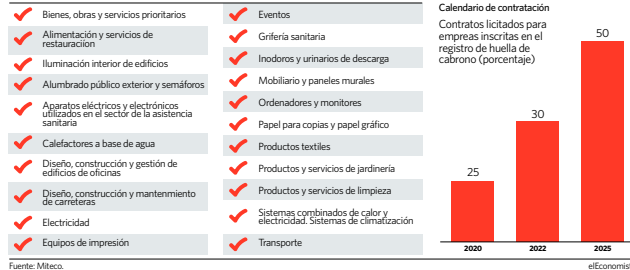 Bienes, obras y servicios prioritarios
Alimentación y servicios de
restauraciíon
Iluminación interior de edificios
Alumbrado público exterior y semáforos
Aparatos eléctricos y electrónicos
utilizados en el sector de la asistencia
sanitaria
Calefactores a base de agua
Diseño, construcción y gestión de
edificios de oficinas
Diseño, construcción y mantenmiento
de carreteras
Electricidad
Equipos de impresión
Eventos
Grifería sanitaria
Inodoros y urinarios de descarga
Mobiliario y paneles murales
Ordenadores y monitores
Papel para copias y papel gráfico
Productos textiles
Productos y servicios de jardinería
Productos y servicios de limpieza
Sistemas combinados de calor y
electricidad. Sistemas de climatización
Transporte
Calendario de contratación
Contratos licitados para
empreas inscritas en el
registro de huella de
cabrono (porcentaje)
25
30
50
2020
2022
2025
Fuente: Miteco.
elEconomist